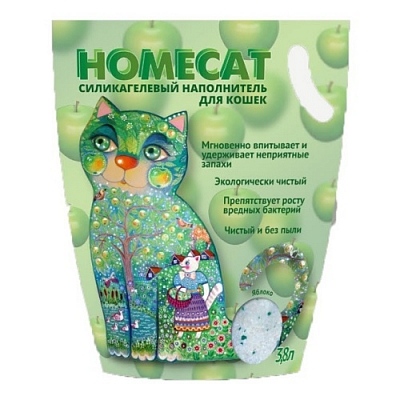 HOMECAT
СИЛИКАГЕЛЕВЫЙ НАПОЛНИТЕЛЬ
ДЛЯ КОШЕК
Мгновенно впитывает и
удерживает неприятные
запахи
Экологически чистый
Препятствует росту
вредных бактерий
Чистый и без пыли
Яблоко
3,8л